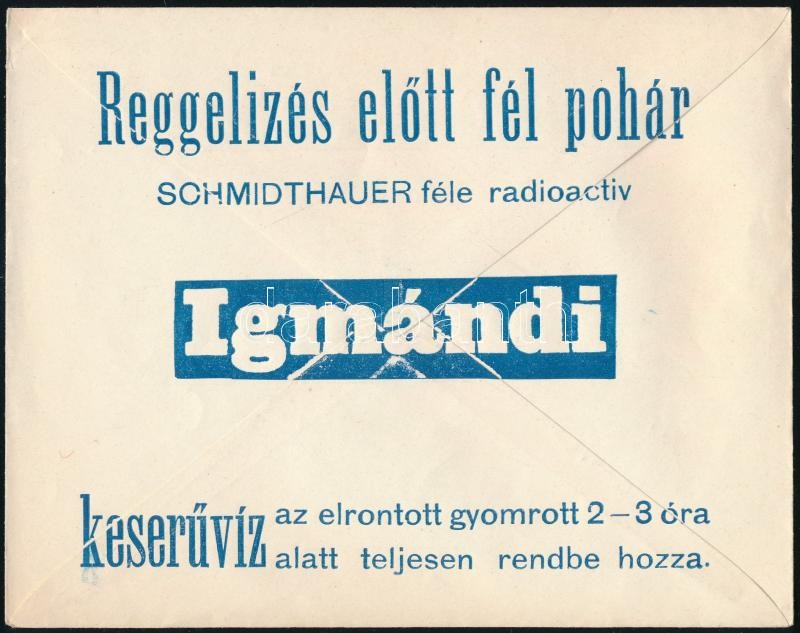 Reggelizés előtt fél pohár
SCHMIDTHAUER féle radioactiv
Igmándi
keserűvíz az elrontott gyomrott 2–3 óra
alatt teljesen rendbe hozza.